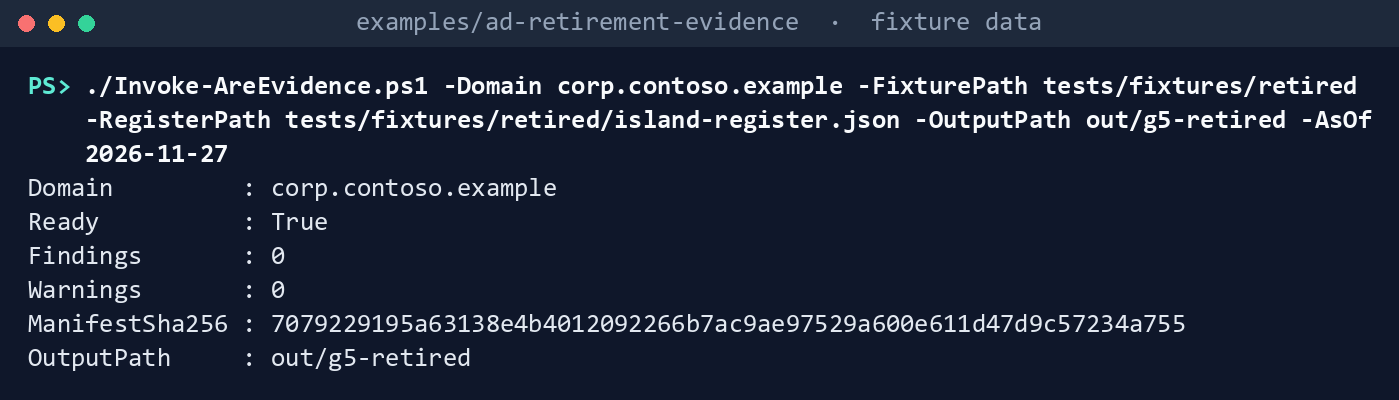 examples/ad-retirement-evidence · fixture data
PS> ./Invoke-AreEvidence.ps1 -Domain corp.contoso.example -FixturePath tests/fixtures/retired
-RegisterPath tests/fixtures/retired/island-register.json -OutputPath out/g5-retired -AsOf
2026-11-27
Domain : corp.contoso.example
Ready : True
Findings : 0
Warnings : 0
ManifestSha256 : 7079229195a63138e4b4012092266b7ac9ae97529a600e611d47d9c57234a755
OutputPath : out/g5-retired